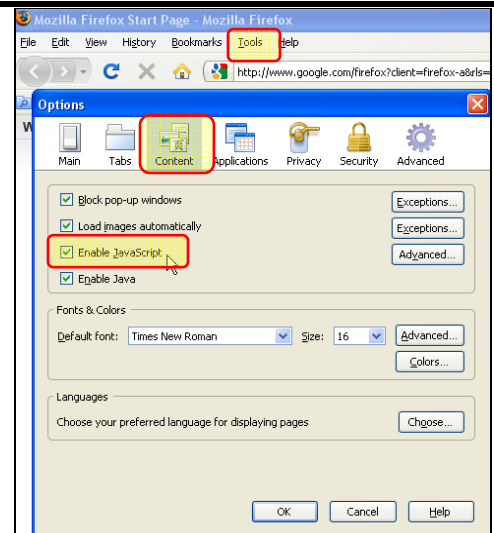 Mozilla Firefox Start Page - Mozilla Firefox
File Edit View History Bookmarks Tools Help
http://www.google.com/firefox?client=firefox-a&rls=
Options
W
Main Tabs Content Applications Privacy Security Advanced
Block pop-up windows Exceptions...
Load images automatically Exceptions...
Enable JavaScript Advanced...
Enable Java
Fonts & Colors
Default font: Times New Roman Size: 16 Advanced...
Colors...
Languages
Choose your preferred language for displaying pages Choose...
OK Cancel Help